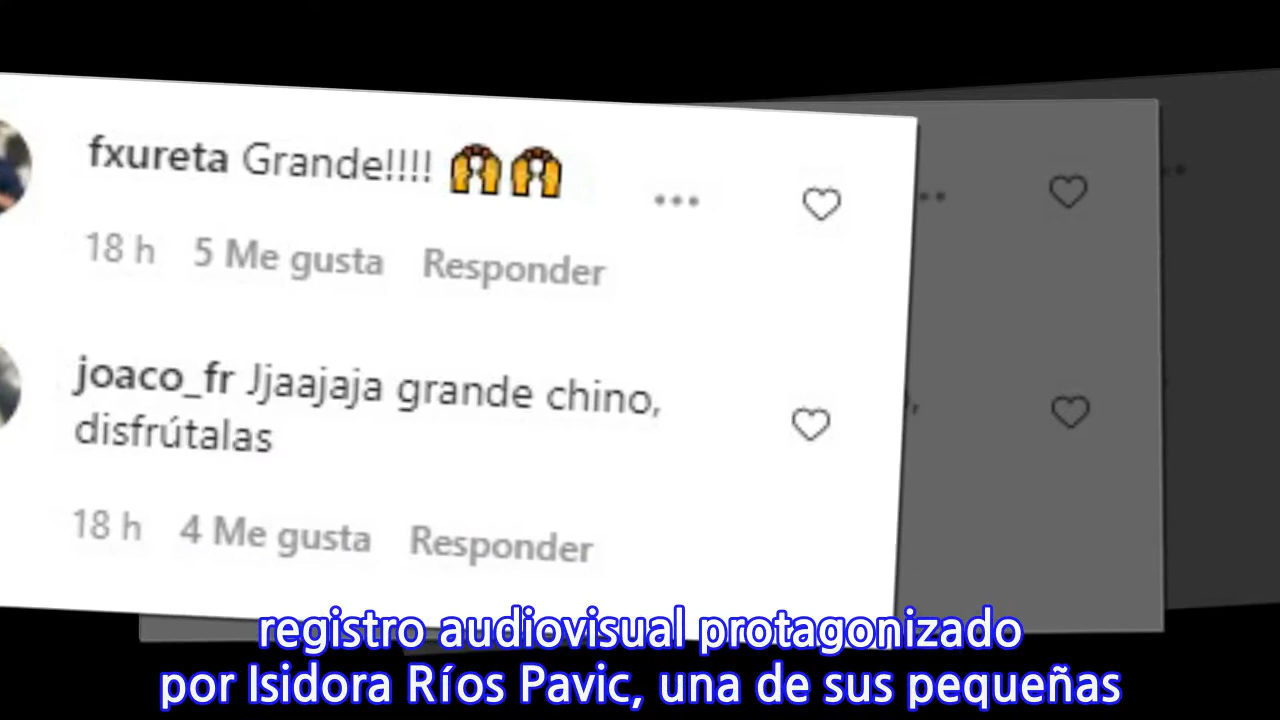 fxureta Grande!!!! 🙌🙌
18 h 5 Me gusta Responder
joaco_fr Jjaajaja grande chino,
disfrútalas
18 h 4 Me gusta Responder
registro audiovisual protagonizado
por Isidora Ríos Pavic, una de sus pequeñas